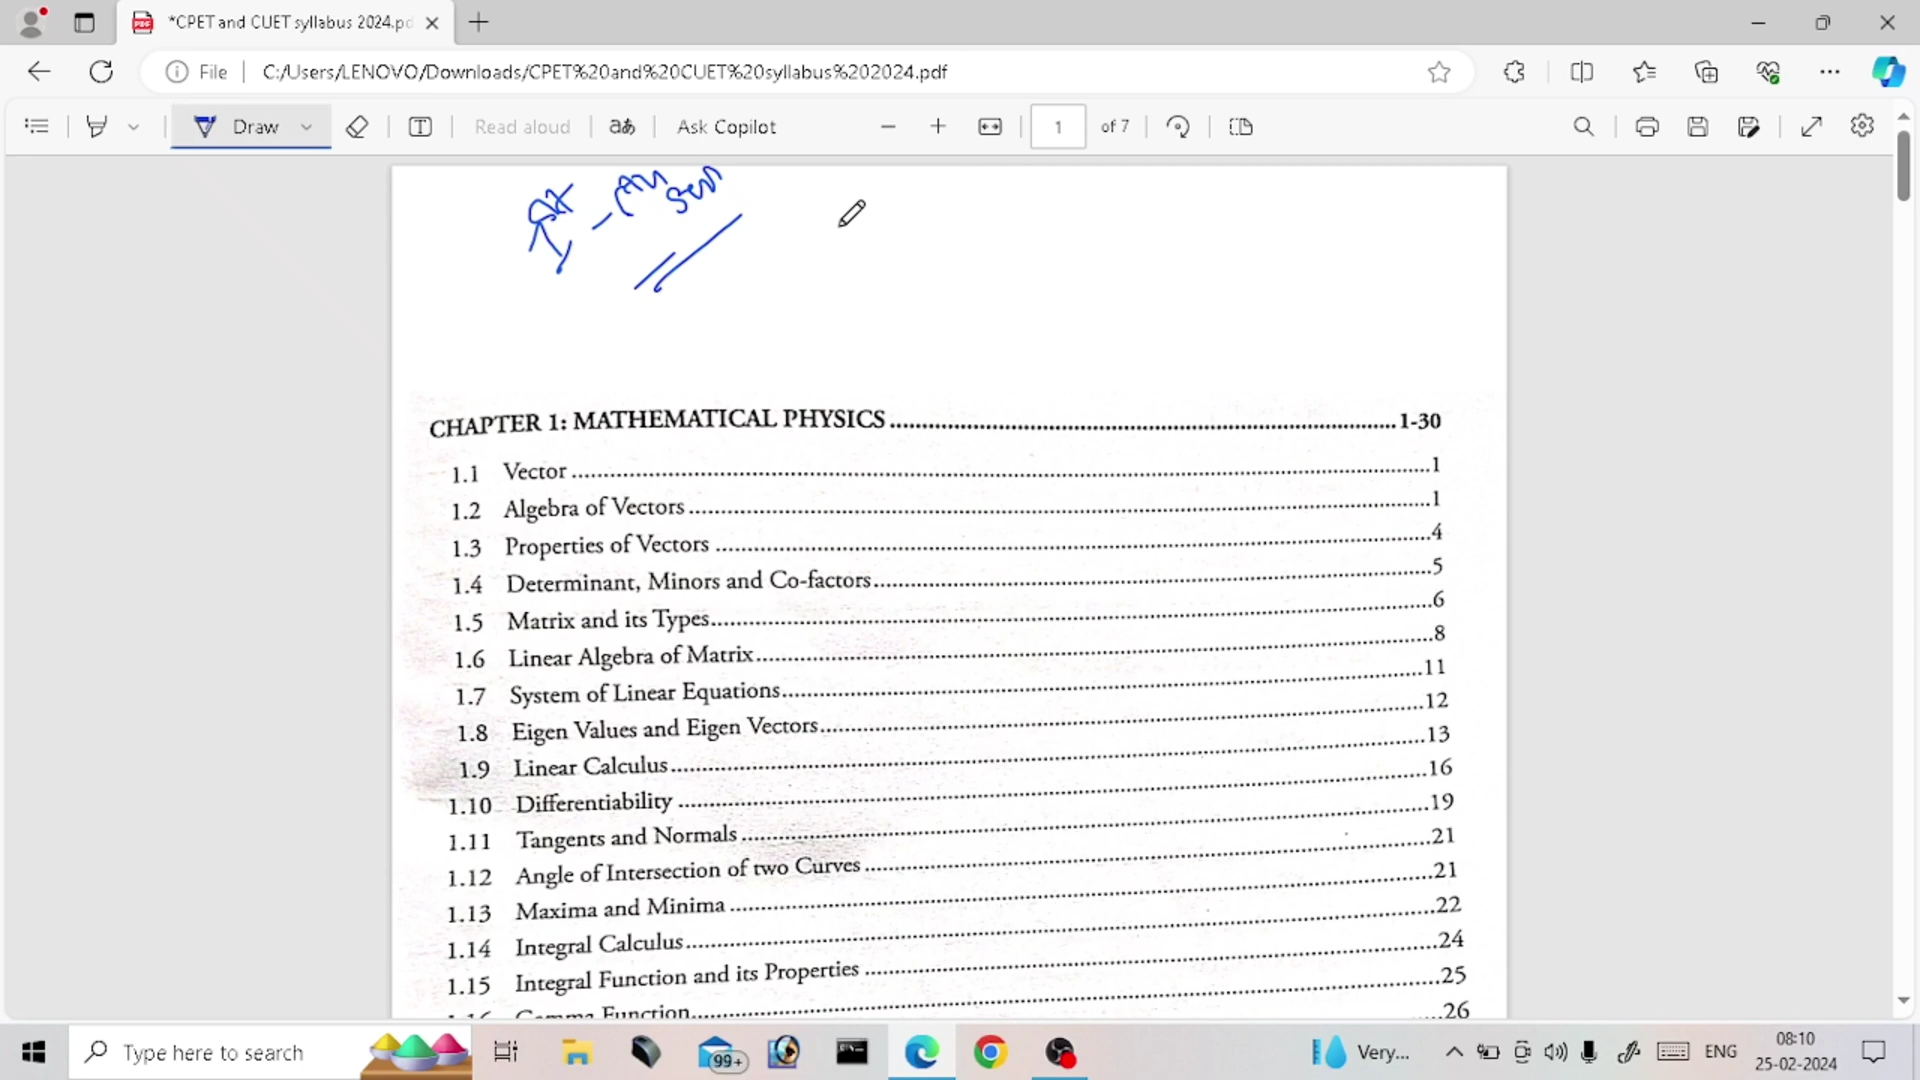 *CPET and CUET syllabus 2024.pd
File
C:/Users/LENOVO/Downloads/CPET%20and%20CUET%20syllabus%202024.pdf
Draw
Read aloud
aあ
Ask Copilot
1
of 7
CHAPTER 1: MATHEMATICAL PHYSICS ........ 1-30
1.1 Vector ........ 1
1.2 Algebra of Vectors ........ 1
1.3 Properties of Vectors ........ 4
1.4 Determinant, Minors and Co-factors ........ 5
1.5 Matrix and its Types ........ 6
1.6 Linear Algebra of Matrix ........ 8
1.7 System of Linear Equations ........ 11
1.8 Eigen Values and Eigen Vectors ........ 12
1.9 Linear Calculus ........ 13
1.10 Differentiability ........ 16
1.11 Tangents and Normals ........ 19
1.12 Angle of Intersection of two Curves ........ 21
1.13 Maxima and Minima ........ 21
1.14 Integral Calculus ........ 22
1.15 Integral Function and its Properties ........ 24
Function ........ 25
26
Type here to search
99+
Very...
ENG
08:10
25-02-2024